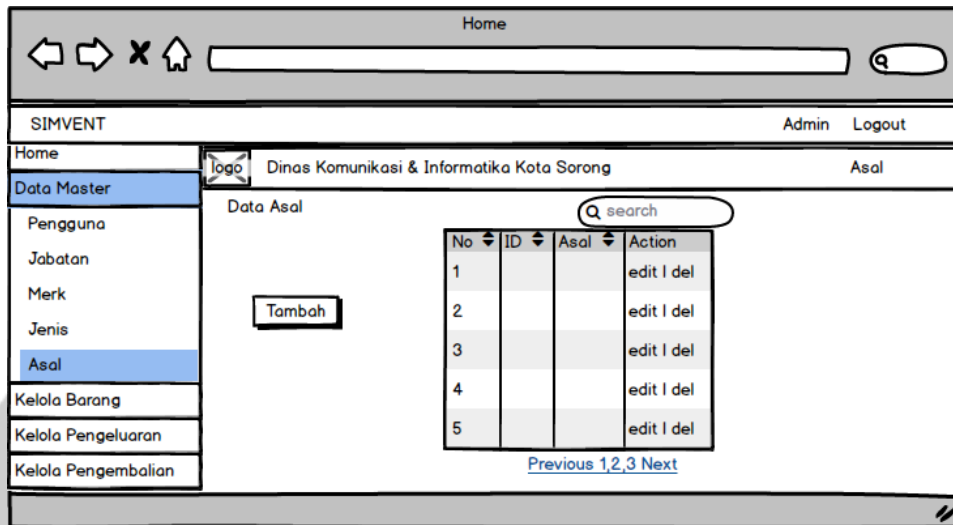 Home
SIMVENT Admin Logout
Home
logo Dinas Komunikasi & Informatika Kota Sorong Asal
Data Master
Pengguna
Jabatan
Merk
Jenis
Asal
Kelola Barang
Kelola Pengeluaran
Kelola Pengembalian
Data Asal
search
Tambah
No ID Asal Action
1 edit | del
2 edit | del
3 edit | del
4 edit | del
5 edit | del
Previous 1,2,3 Next